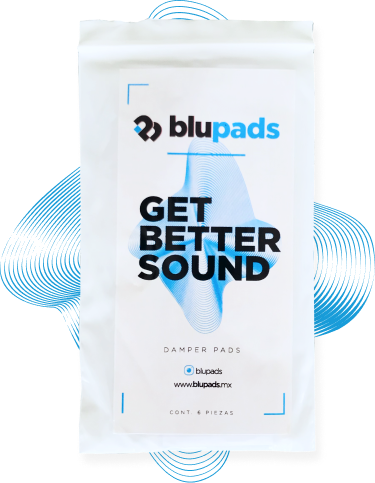 blupads
GET
BETTER
SOUND
DAMPER PADS
blupads
www.blupads.mx
CONT. 6 PIEZAS